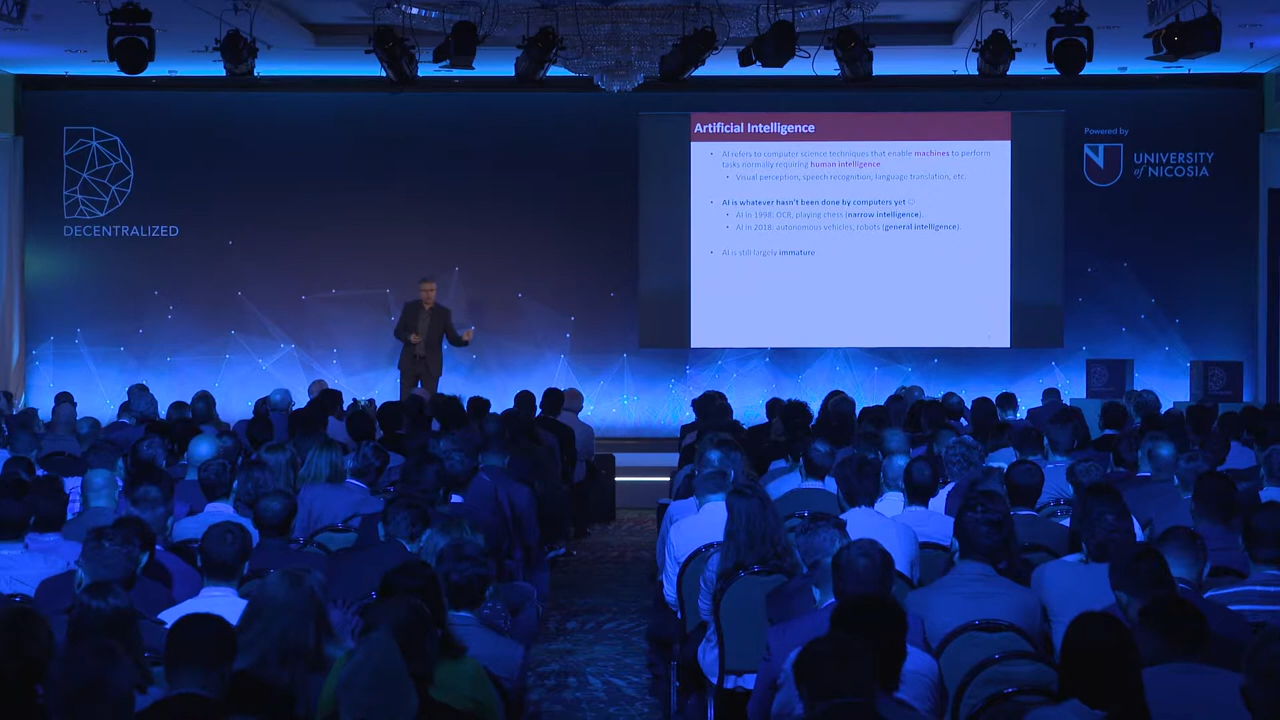 DECENTRALIZED
Artificial Intelligence
• AI refers to computer science techniques that enable machines to perform
tasks normally requiring human intelligence
• Visual perception, speech recognition, language translation, etc.
• AI is whatever hasn't been done by computers yet ☺
• AI in 1998: OCR, playing chess (narrow intelligence).
• AI in 2018: autonomous vehicles, robots (general intelligence).
• AI is still largely immature
Powered by
UNIVERSITY
of NICOSIA